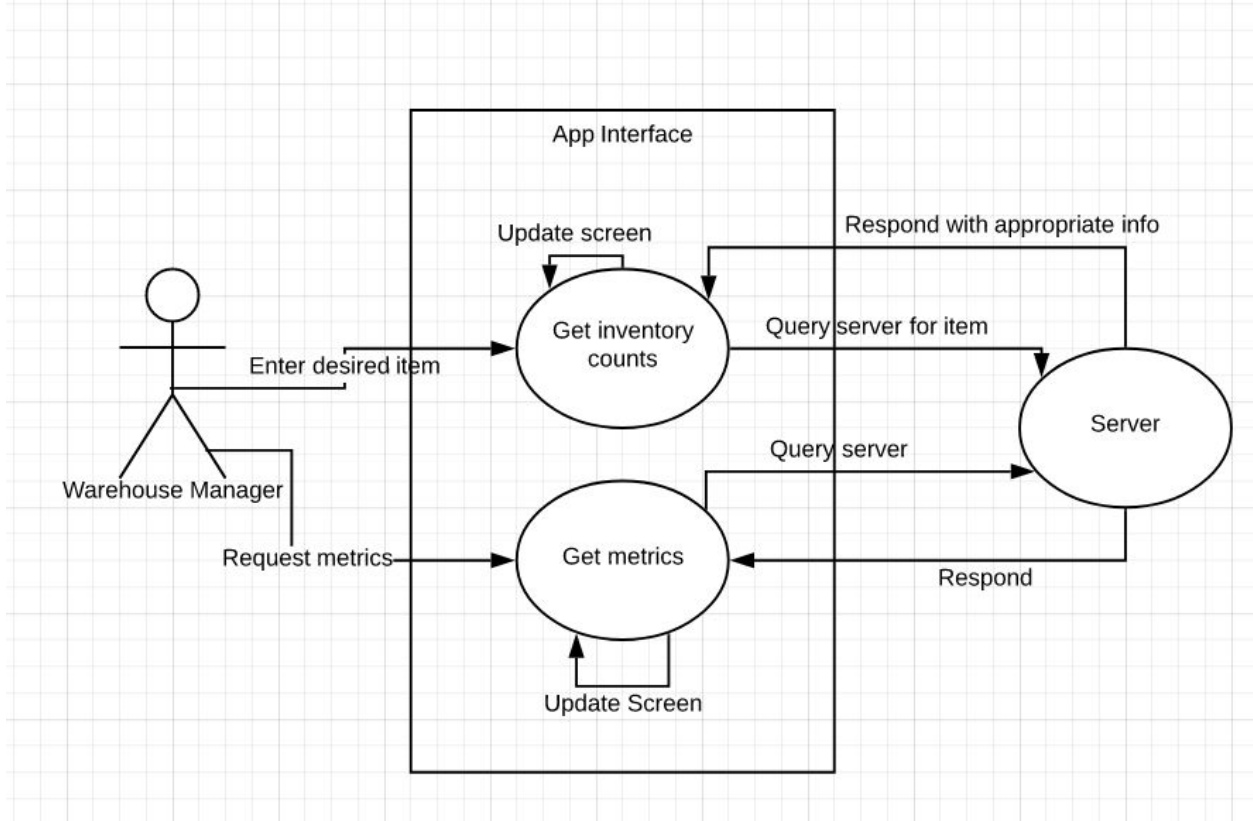 App Interface
Respond with appropriate info
Update screen
Query server for item
Get inventory
counts
Enter desired item
Server
Query server
Warehouse Manager
Request metrics
Get metrics
Respond
Update Screen